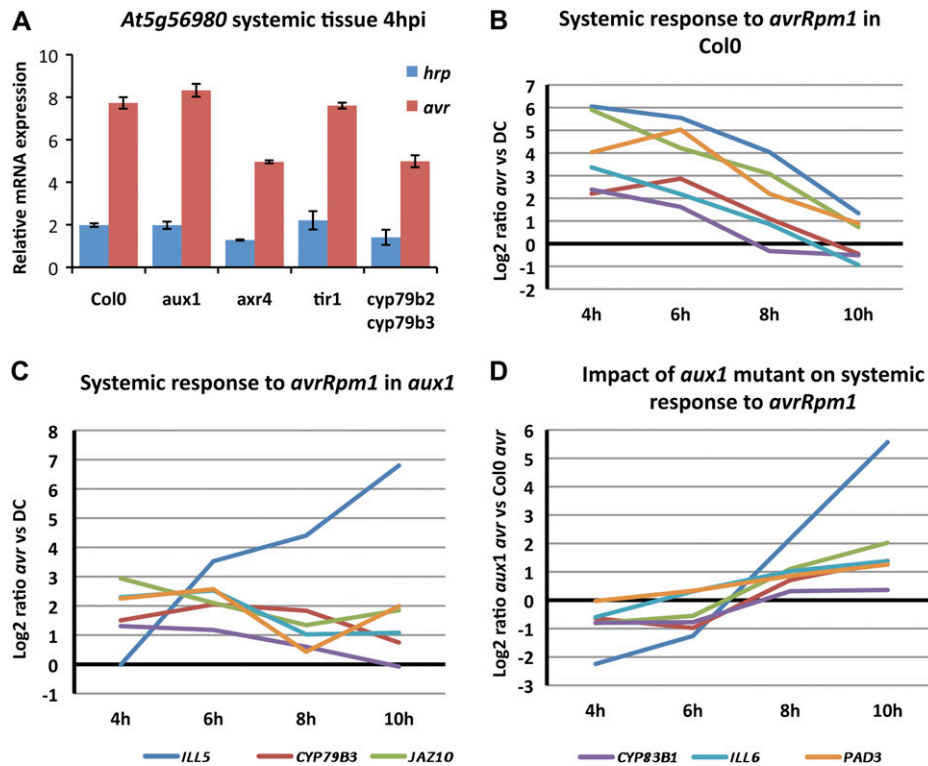 A
At5g56980 systemic tissue 4hpi
Relative mRNA expression
10
8
6
4
2
0
hrp
avr
Col0 aux1 axr4 tir1 cyp79b2
cyp79b3
B
Systemic response to avrRpm1 in
Col0
Log2 ratio avr vs DC
7
6
5
4
3
2
1
0
-1
-2
4h 6h 8h 10h
C
Systemic response to avrRpm1 in aux1
Log2 ratio avr vs DC
8
7
6
5
4
3
2
1
0
-1
4h 6h 8h 10h
D
Impact of aux1 mutant on systemic
response to avrRpm1
Log2 ratio aux1 avr vs Col0 avr
6
5
4
3
2
1
0
-1
-2
-3
4h 6h 8h 10h
ILL5 CYP79B3 JAZ10 CYP83B1 ILL6 PAD3